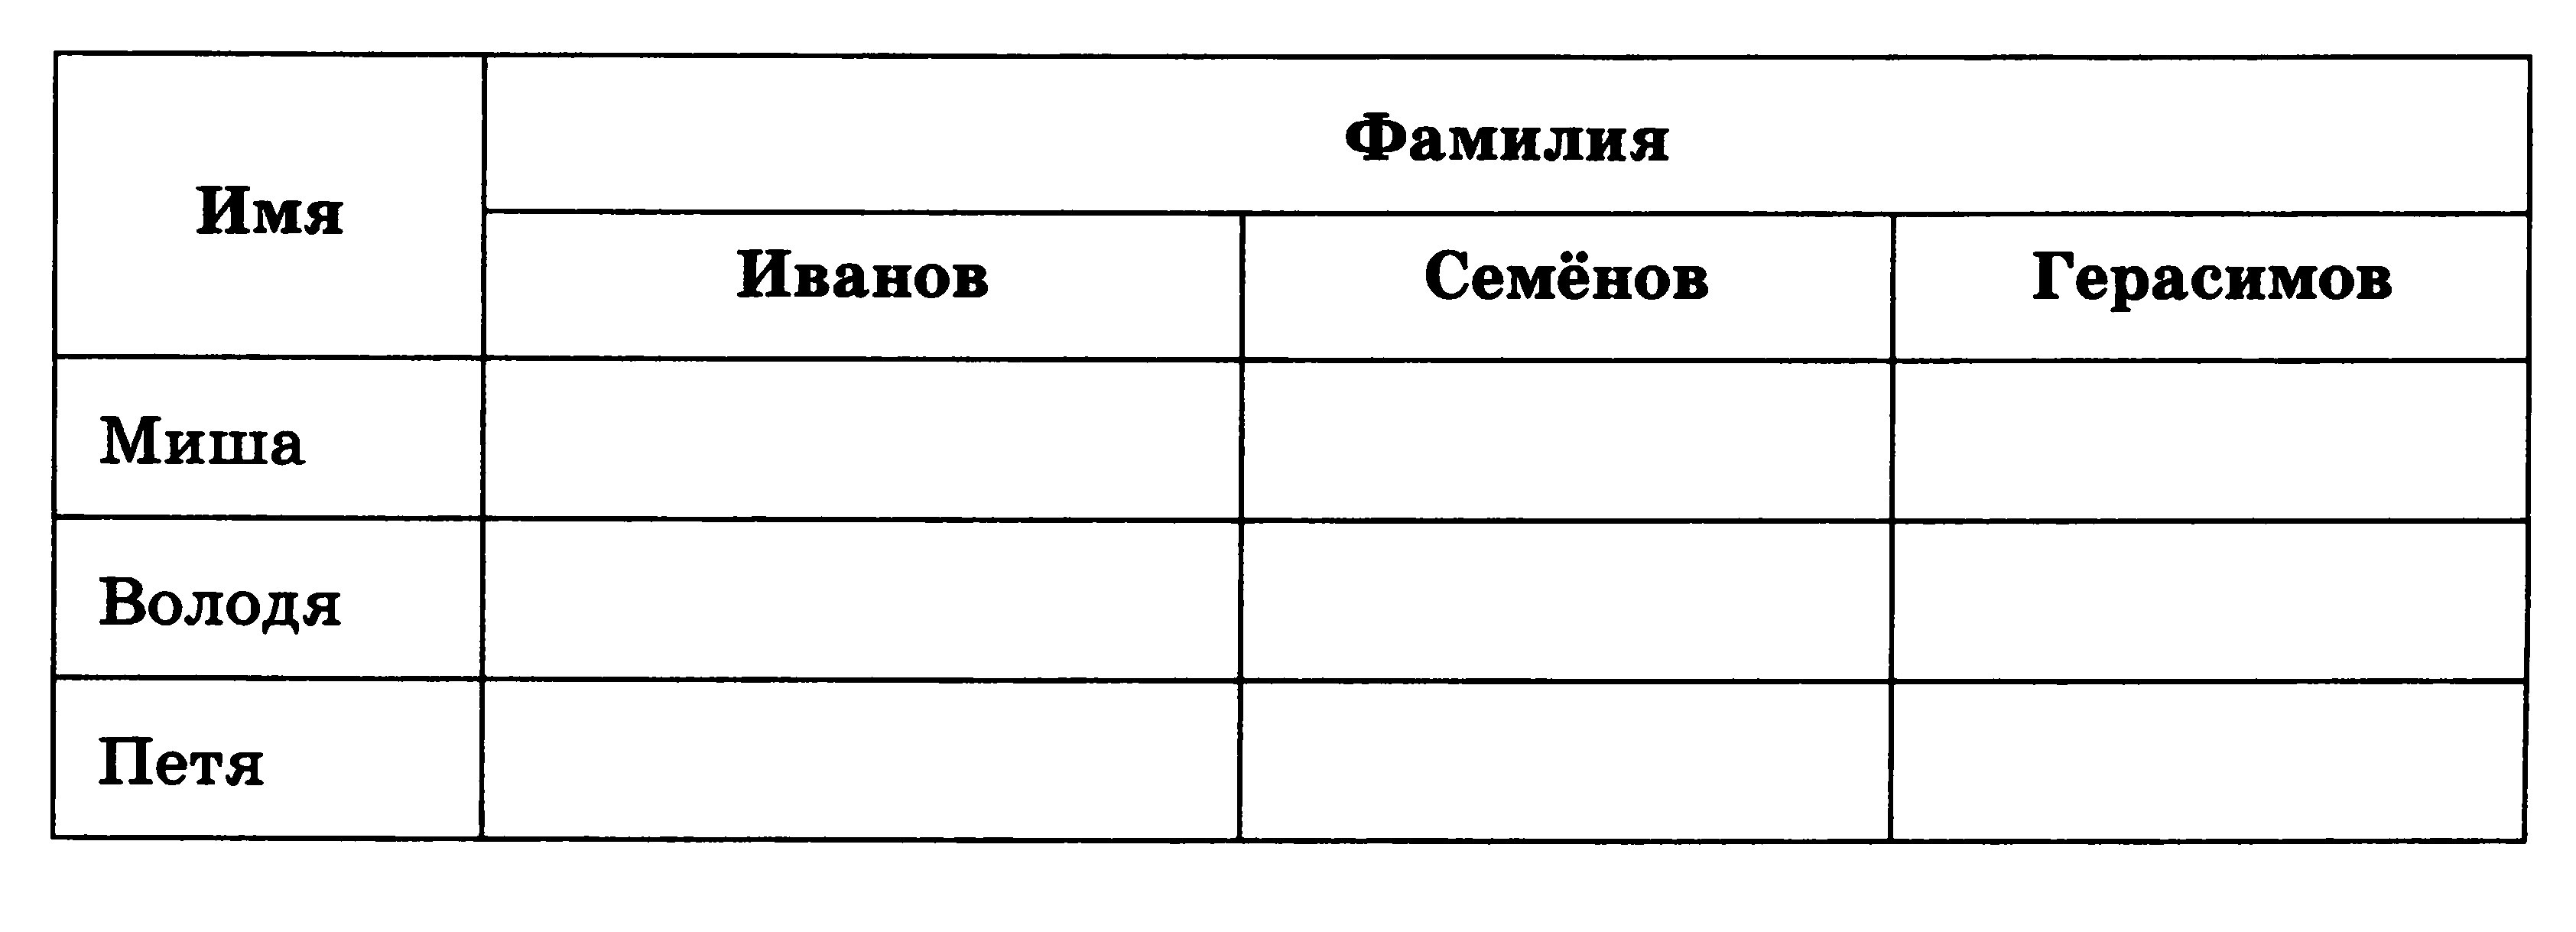 Имя
Фамилия
Иванов Семёнов Герасимов
Миша
Володя
Петя